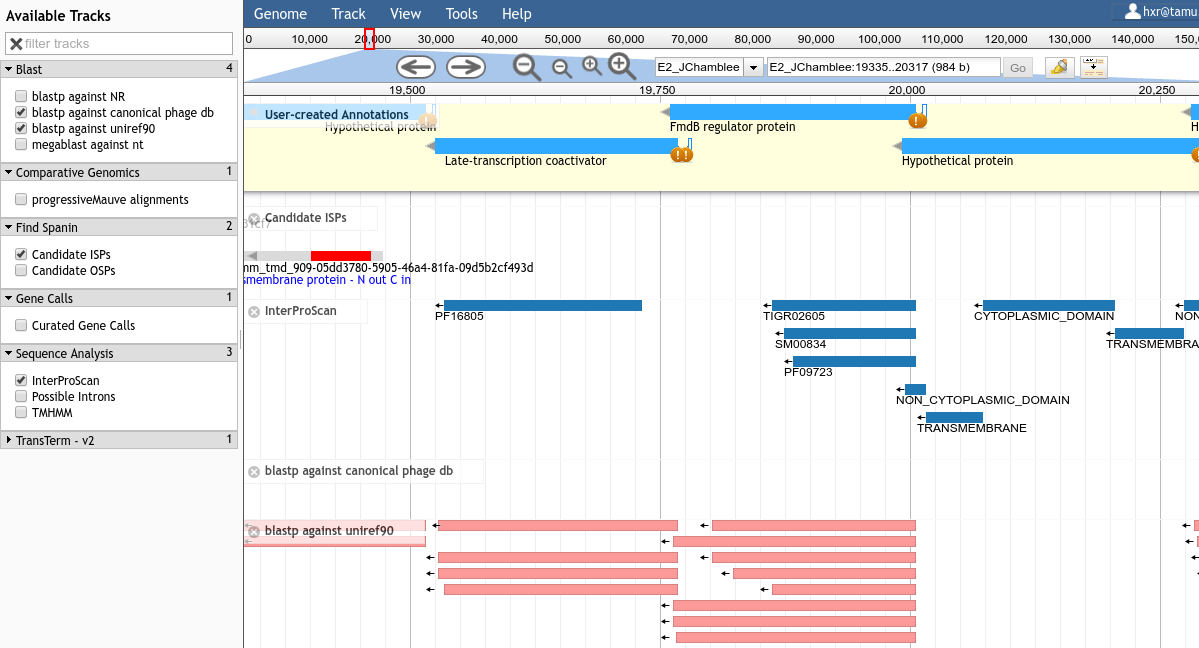 Available Tracks
filter tracks
Blast 4
blastp against NR
blastp against canonical phage db
blastp against uniref90
megablast against nt
Comparative Genomics 1
progressiveMauve alignments
Find Spanin 2
Candidate ISPs
Candidate OSPs
Gene Calls 1
Curated Gene Calls
Sequence Analysis 3
InterProScan
Possible Introns
TMHMM
TransTerm - v2 1
Genome Track View Tools Help hxr@tamu
0 10,000 20,000 30,000 40,000 50,000 60,000 70,000 80,000 90,000 100,000 110,000 120,000 130,000 140,000 150,
E2_JChamblee E2_JChamblee:19335..20317 (984 b) Go
19,500 19,750 20,000 20,250
User-created Annotations
Hypothetical protein FmdB regulator protein H
Late-transcription coactivator Hypothetical protein
Candidate ISPs
mm_tmd_909-05dd3780-5905-46a4-81fa-09d5b2cf493d
smembrane protein - N out C in
InterProScan
PF16805 TIGR02605 CYTOPLASMIC_DOMAIN NON
SM00834 TRANSMEMBRA
PF09723
NON_CYTOPLASMIC_DOMAIN
TRANSMEMBRANE
blastp against canonical phage db
blastp against uniref90